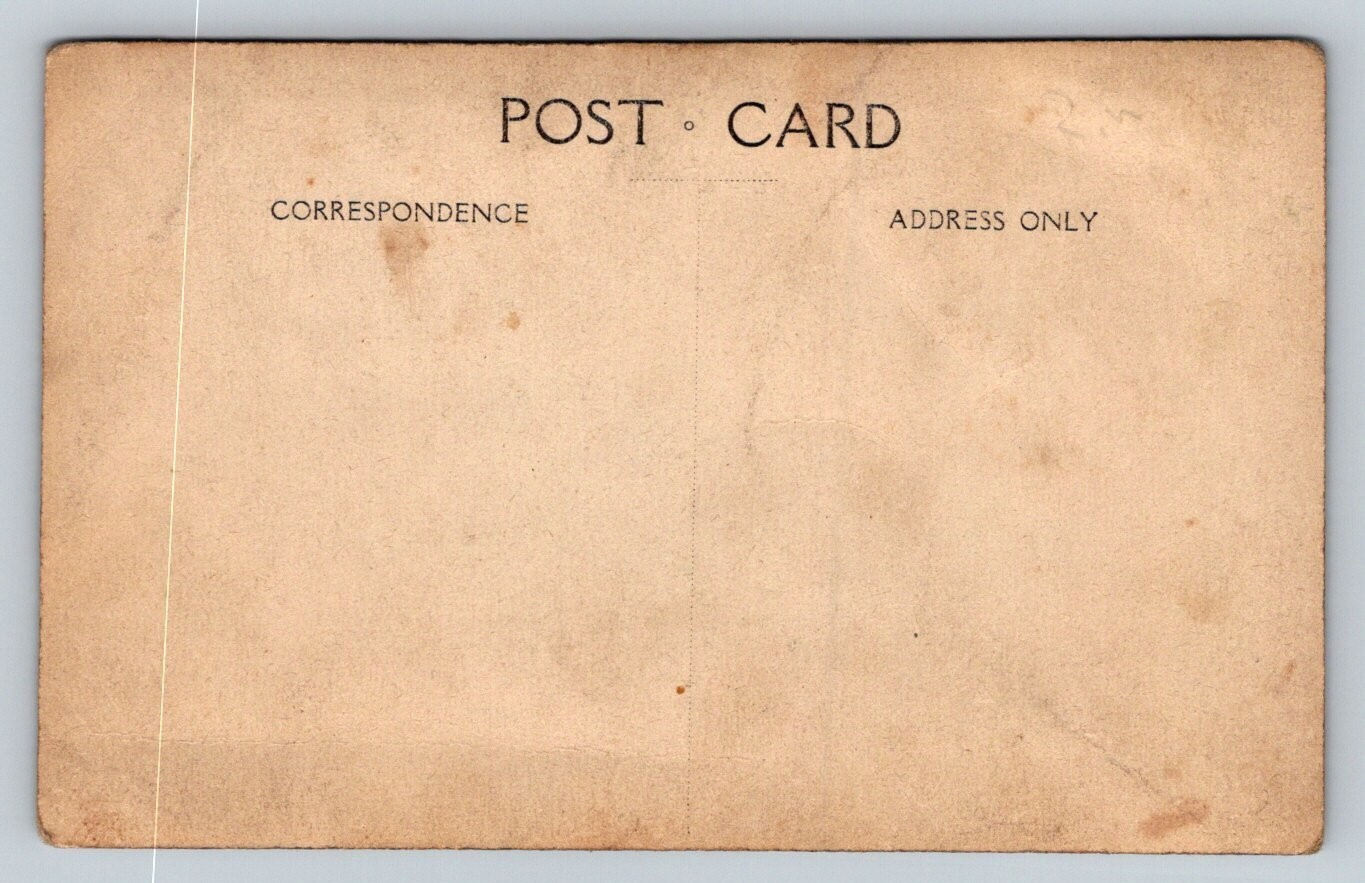 POST ∘ CARD
CORRESPONDENCE
ADDRESS ONLY